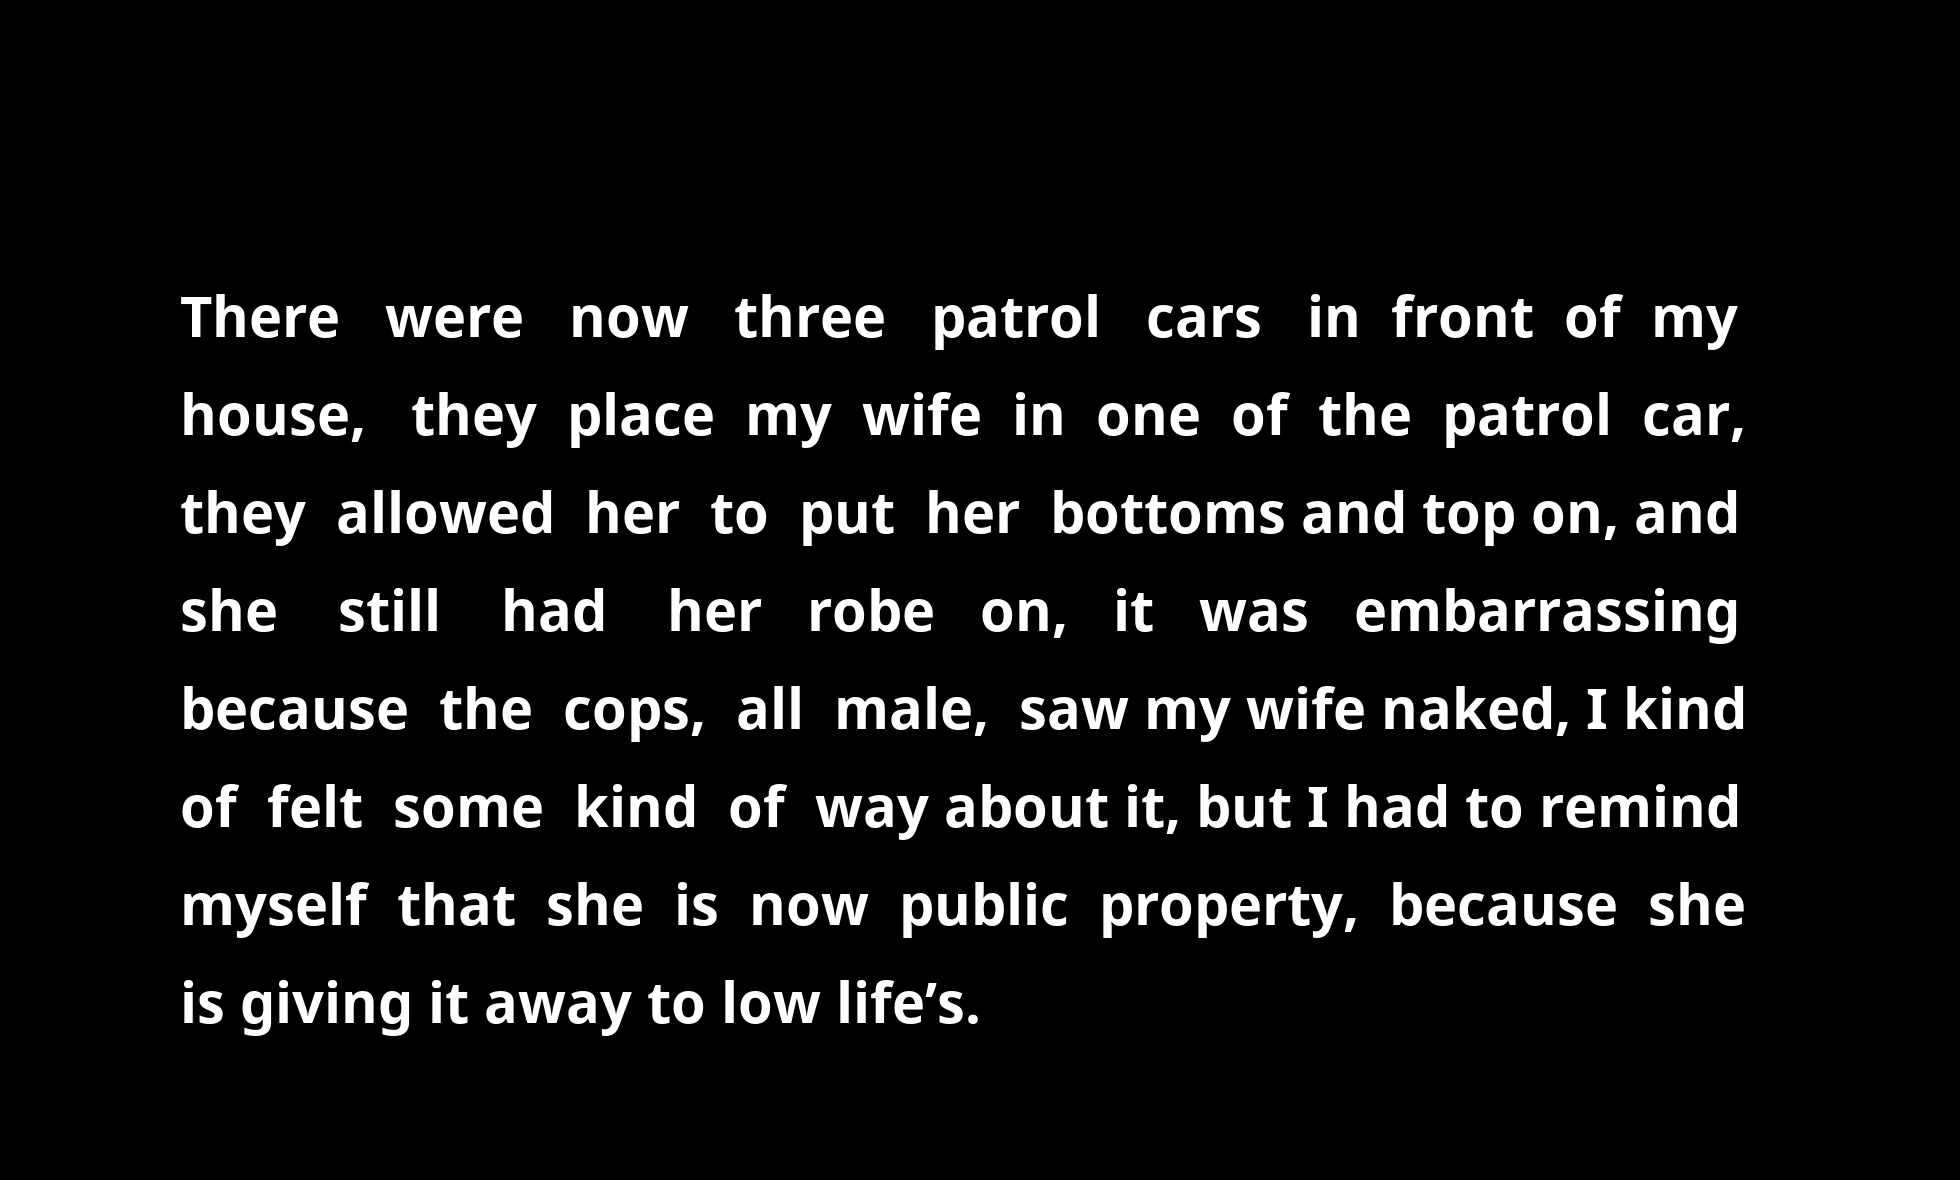 There were now three patrol cars in front of my
house, they place my wife in one of the patrol car,
they allowed her to put her bottoms and top on, and
she still had her robe on, it was embarrassing
because the cops, all male, saw my wife naked, I kind
of felt some kind of way about it, but I had to remind
myself that she is now public property, because she
is giving it away to low life’s.